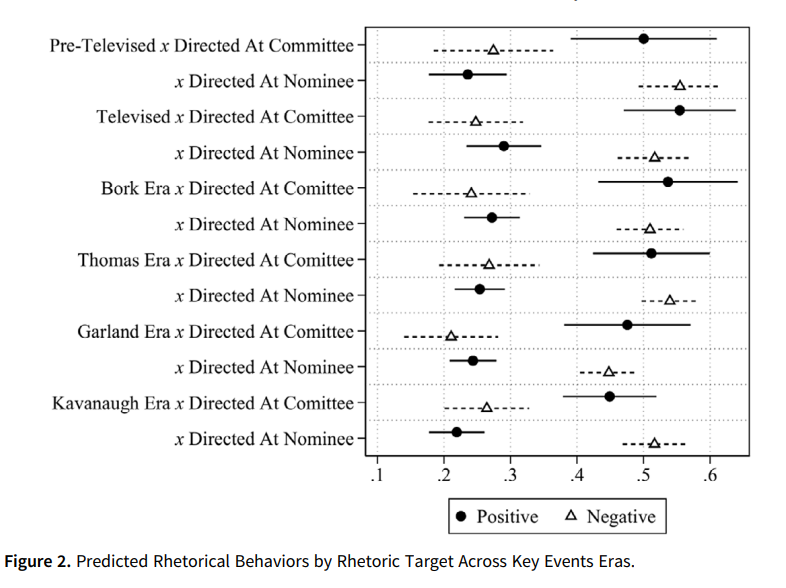 Pre-Televised x Directed At Committee
x Directed At Nominee
Televised x Directed At Comittee
x Directed At Nominee
Bork Era x Directed At Comittee
x Directed At Nominee
Thomas Era x Directed At Comittee
x Directed At Nominee
Garland Era x Directed At Comittee
x Directed At Nominee
Kavanaugh Era x Directed At Comittee
x Directed At Nominee
.1 .2 .3 .4 .5 .6
Positive Negative
Figure 2. Predicted Rhetorical Behaviors by Rhetoric Target Across Key Events Eras.